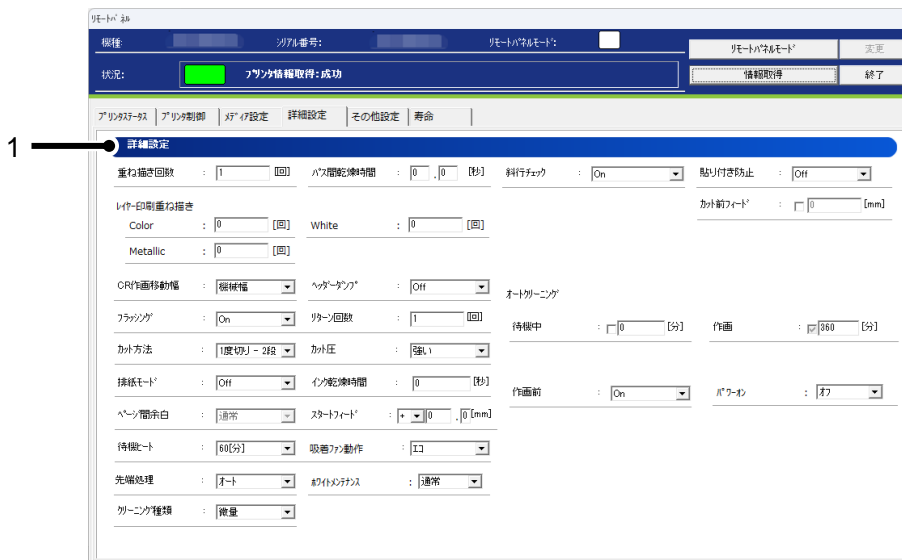 リモートパネル
機種:
シリアル番号:
リモートパネルモード:
リモートパネルモード
変更
状況:
プリンタ情報取得:成功
情報取得
終了
プリンタステータス
プリンタ制御
メディア設定
詳細設定
その他設定
寿命
1
詳細設定
重ね描き回数 : 1 [回]
パス間乾燥時間 : 0 . 0 [秒]
斜行チェック : On
貼り付き防止 : Off
レイヤー印刷重ね描き
カット前フィード : 0 [mm]
Color : 0 [回]
White : 0 [回]
Metallic : 0 [回]
CR作画移動幅 : 機械幅
ヘッダーダンプ : Off
オートクリーニング
フラッシング : On
リターン回数 : 1 [回]
待機中 : 0 [分]
作画 : 360 [分]
カット方法 : 1度切り - 2段
カット圧 : 強い
排紙モード : Off
インク乾燥時間 : 0 [秒]
作画前 : On
パワーオン : オフ
ページ間余白 : 通常
スタートフィード : + 0 . 0 [mm]
待機ヒート : 60[分]
吸着ファン動作 : エコ
先端処理 : オート
ホワイトメンテナンス : 通常
クリーニング種類 : 微量